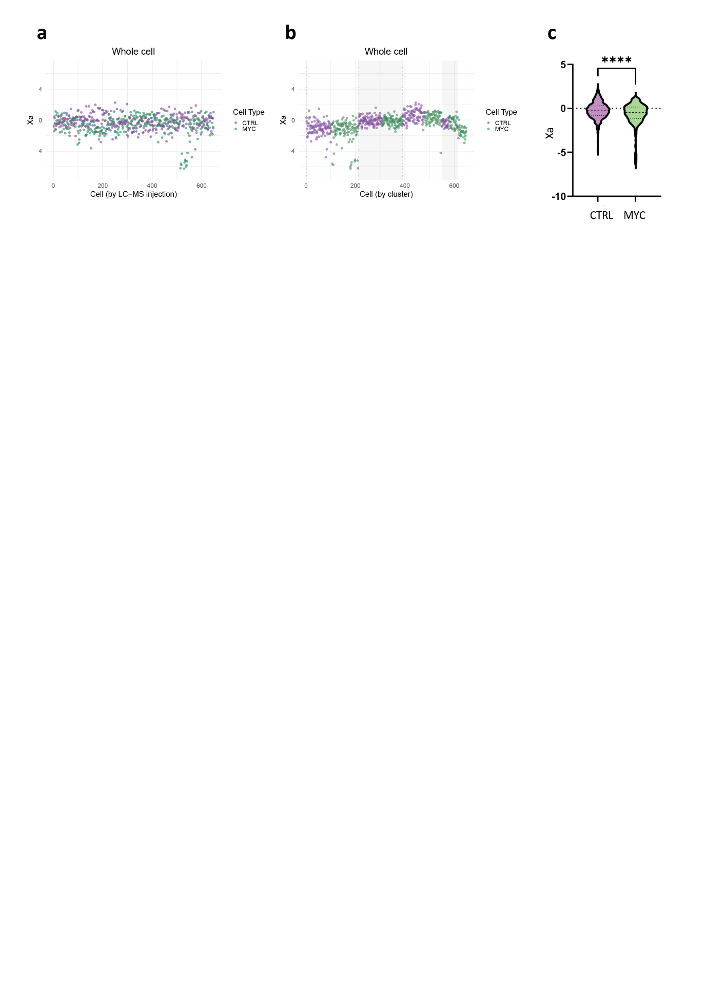 a
Whole cell
Xa
4
0
−4
0 200 400 600
Cell (by LC−MS injection)
Cell Type
CTRL
MYC
b
Whole cell
Xa
4
0
−4
0 200 400 600
Cell (by cluster)
Cell Type
CTRL
MYC
c
****
Xa
5
0
-5
-10
CTRL MYC